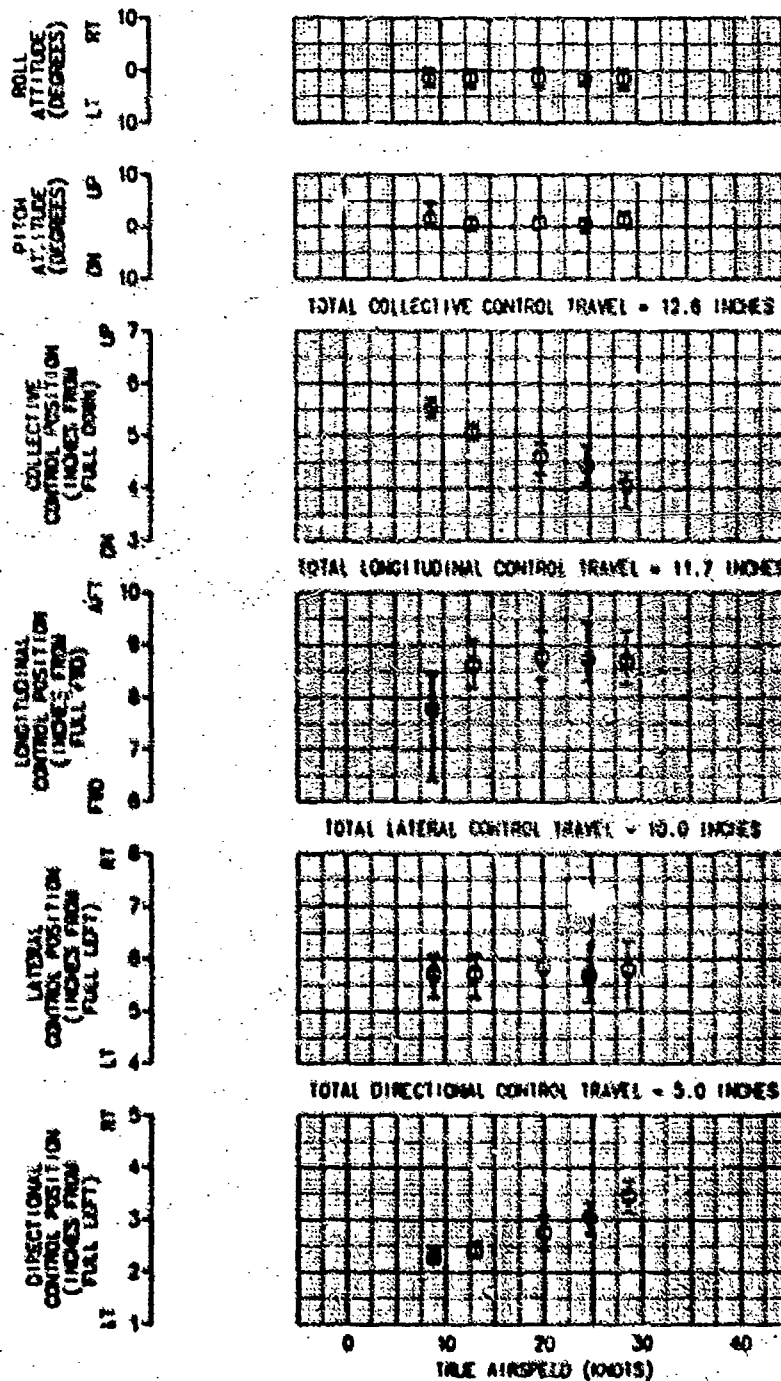 ROLL
ATTITUDE
(DEGREES)
LT RT
10
0
10
PITCH
ATTITUDE
(DEGREES)
DN UP
10
0
10
TOTAL COLLECTIVE CONTROL TRAVEL = 12.6 INCHES
COLLECTIVE
CONTROL POSITION
(INCHES FROM
FULL DOWN)
DN UP
7
6
5
4
3
TOTAL LONGITUDINAL CONTROL TRAVEL = 11.7 INCHES
LONGITUDINAL
CONTROL POSITION
(INCHES FROM
FULL FWD)
FWD AFT
10
9
8
7
6
TOTAL LATERAL CONTROL TRAVEL = 10.0 INCHES
LATERAL
CONTROL POSITION
(INCHES FROM
FULL LEFT)
LT RT
8
7
6
5
4
TOTAL DIRECTIONAL CONTROL TRAVEL = 5.0 INCHES
DIRECTIONAL
CONTROL POSITION
(INCHES FROM
FULL LEFT)
LT RT
5
4
3
2
1
0 10 20 30 40
TRUE AIRSPEED (KNOTS)